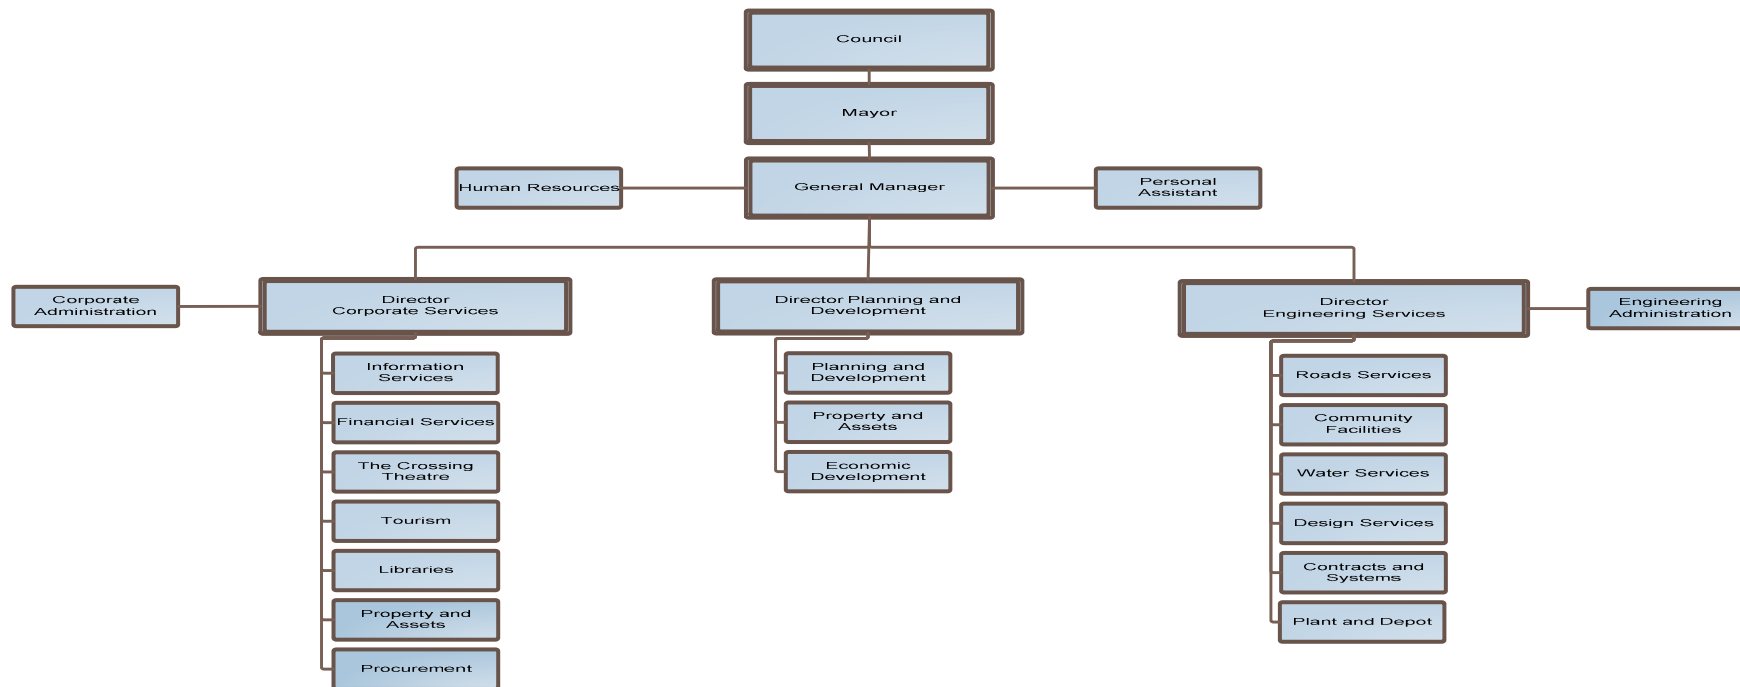 Council
Mayor
Human Resources
General Manager
Personal
Assistant
Corporate
Administration
Director
Corporate Services
Director Planning and
Development
Director
Engineering Services
Engineering
Administration
Information
Services
Financial Services
The Crossing
Theatre
Tourism
Libraries
Property and
Assets
Procurement
Planning and
Development
Property and
Assets
Economic
Development
Roads Services
Community
Facilities
Water Services
Design Services
Contracts and
Systems
Plant and Depot